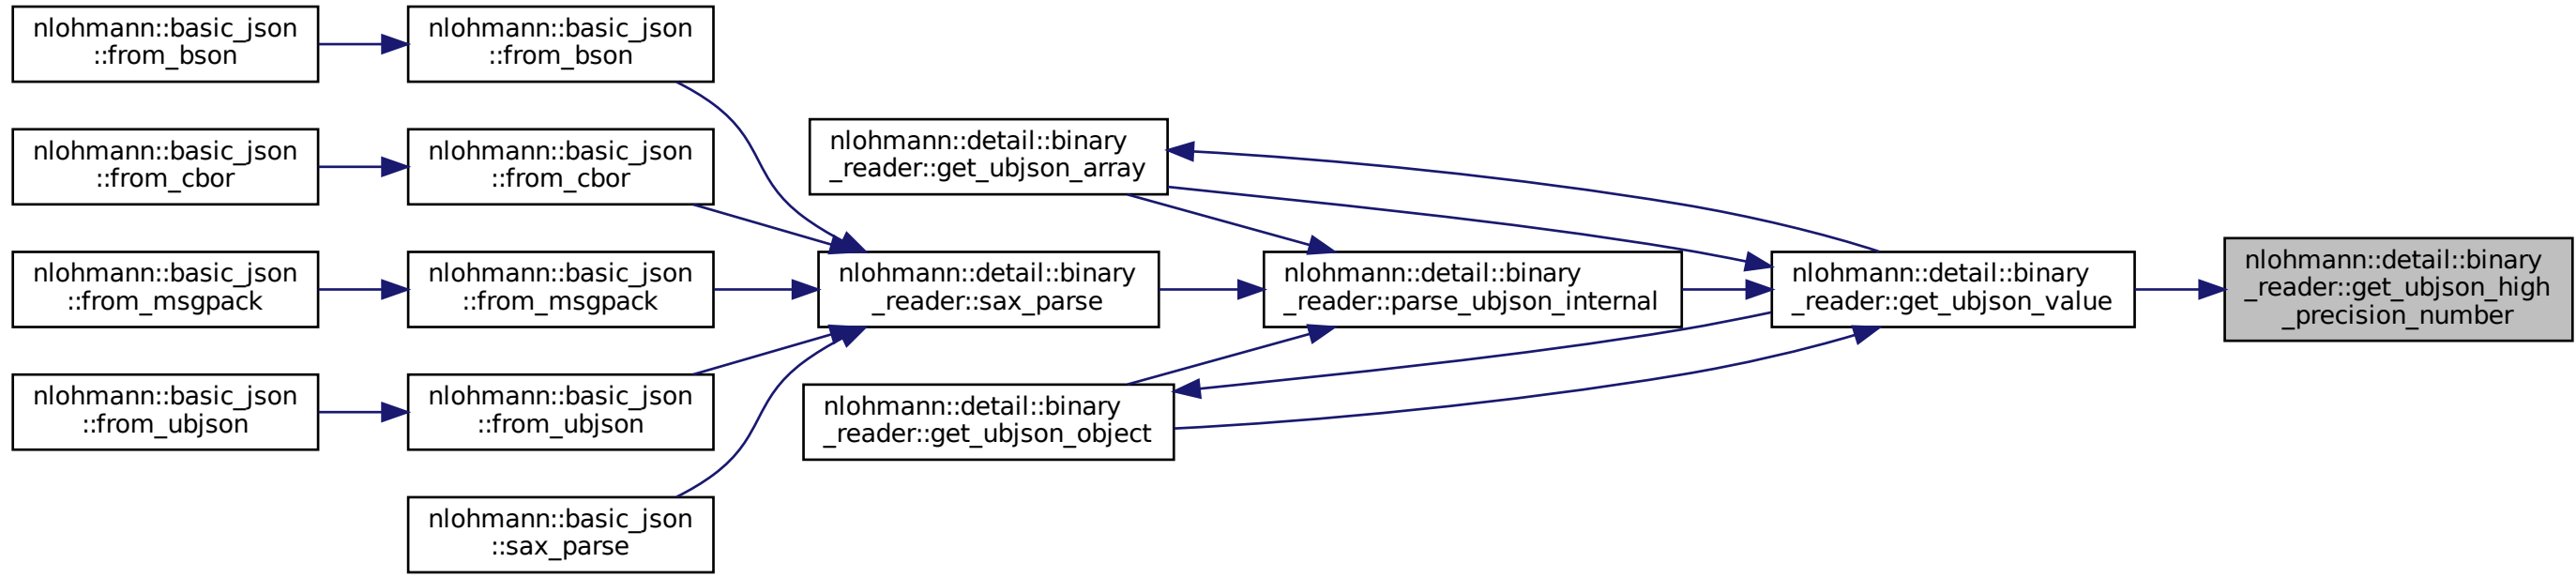 nlohmann::basic_json
::from_bson
nlohmann::basic_json
::from_cbor
nlohmann::basic_json
::from_msgpack
nlohmann::basic_json
::from_ubjson
nlohmann::basic_json
::from_bson
nlohmann::basic_json
::from_cbor
nlohmann::basic_json
::from_msgpack
nlohmann::basic_json
::from_ubjson
nlohmann::basic_json
::sax_parse
nlohmann::detail::binary
_reader::get_ubjson_array
nlohmann::detail::binary
_reader::sax_parse
nlohmann::detail::binary
_reader::get_ubjson_object
nlohmann::detail::binary
_reader::parse_ubjson_internal
nlohmann::detail::binary
_reader::get_ubjson_value
nlohmann::detail::binary
_reader::get_ubjson_high
_precision_number